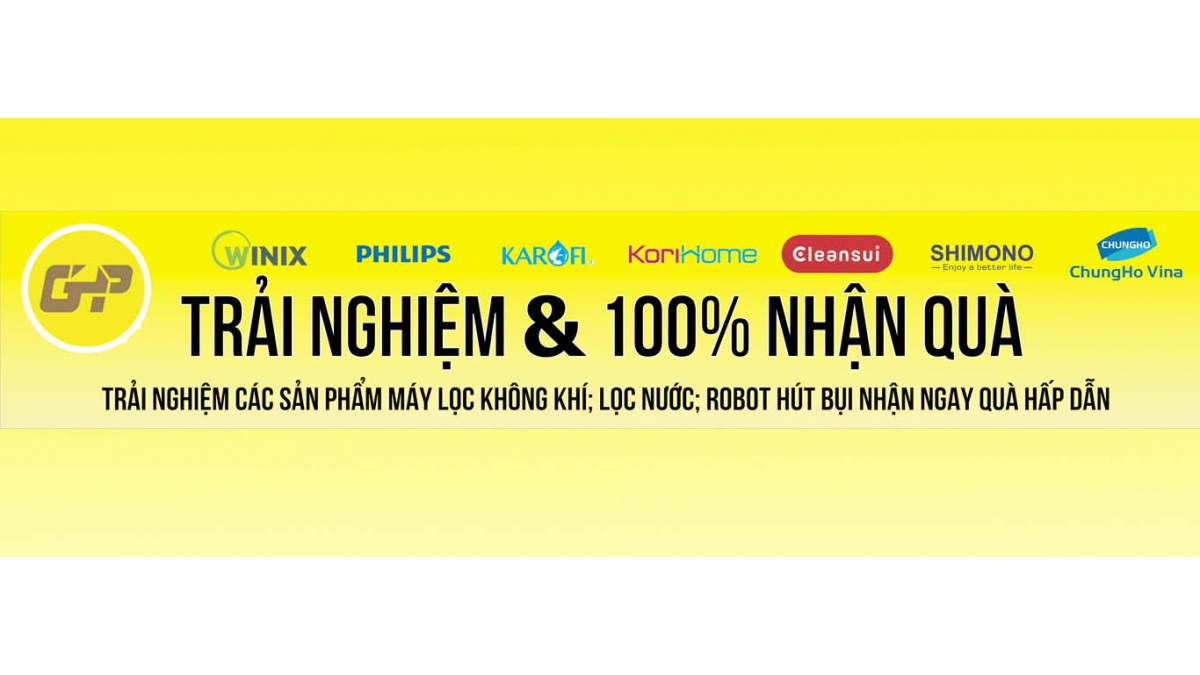 GHP
WINIX PHILIPS KAROFI KoriHome Cleansui SHIMONO CHUNGHO
Enjoy a better life ChungHo Vina
TRẢI NGHIỆM & 100% NHẬN QUÀ
TRẢI NGHIỆM CÁC SẢN PHẨM MÁY LỌC KHÔNG KHÍ; LỌC NƯỚC; ROBOT HÚT BỤI NHẬN NGAY QUÀ HẤP DẪN